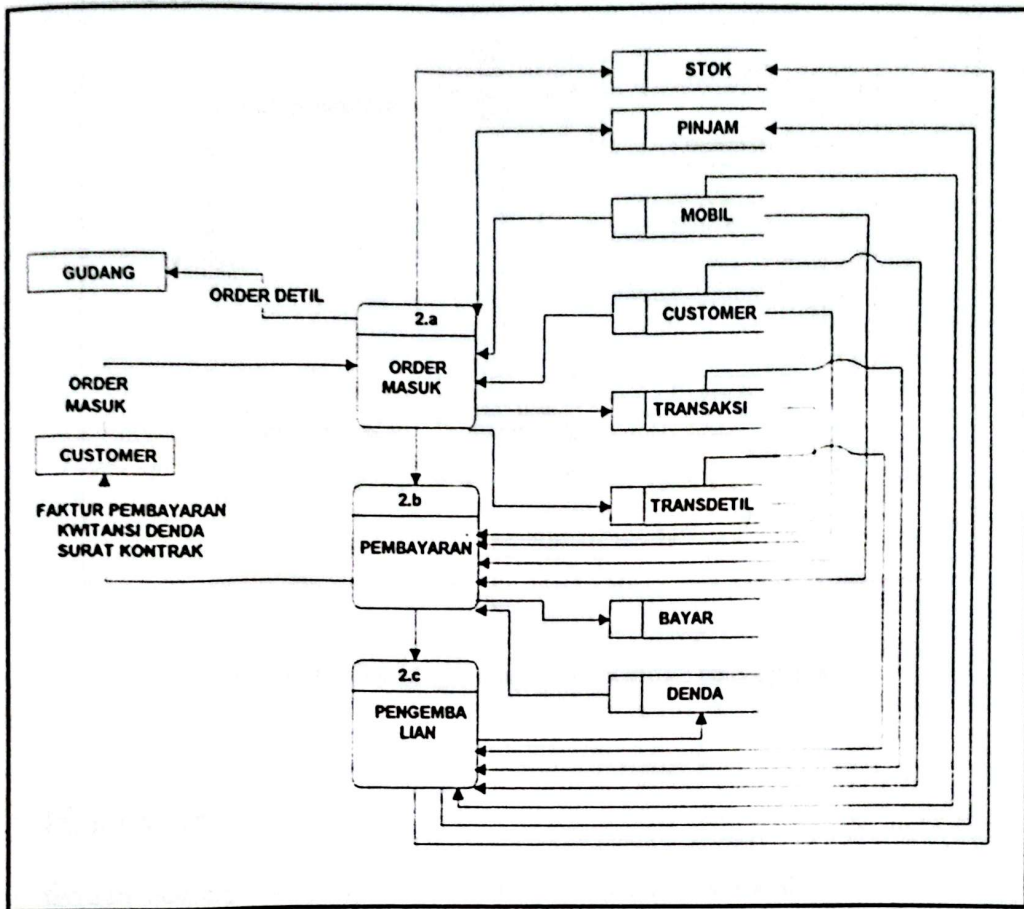 STOK
PINJAM
MOBIL
GUDANG
ORDER DETIL
CUSTOMER
2.a
ORDER
MASUK
ORDER
MASUK
TRANSAKSI
CUSTOMER
2.b
TRANSDETIL
FAKTUR PEMBAYARAN
KWITANSI DENDA
SURAT KONTRAK
PEMBAYARAN
BAYAR
2.c
DENDA
PENGEMBA
LIAN